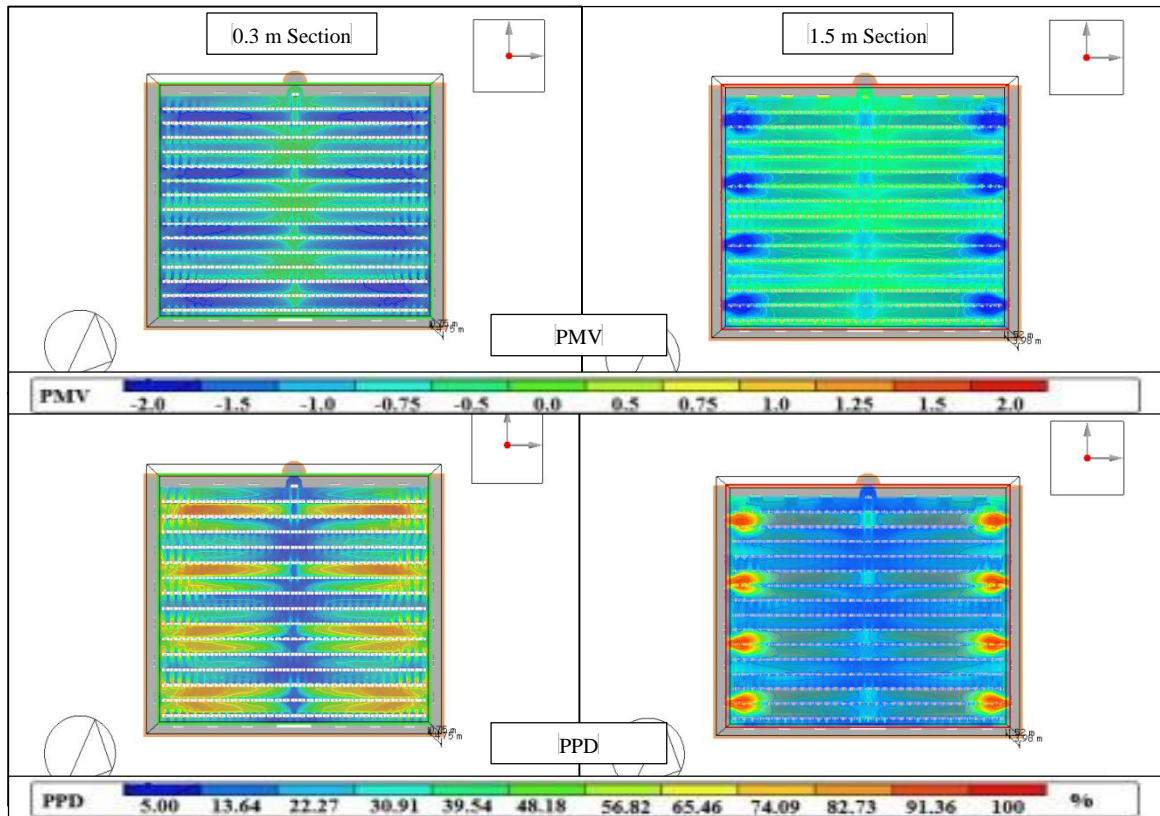 0.3 m Section
1.5 m Section
PMV
PMV
-2.0 -1.5 -1.0 -0.75 -0.5 0.0 0.5 0.75 1.0 1.25 1.5 2.0
PPD
PPD
5.00 13.64 22.27 30.91 39.54 48.18 56.82 65.46 74.09 82.73 91.36 100 %